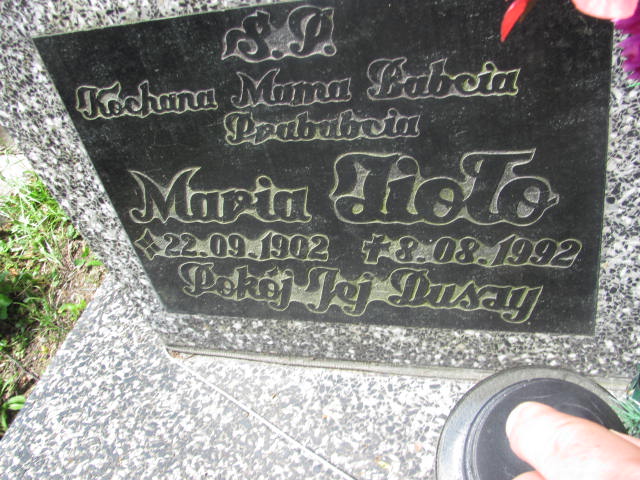 Ś.P.
Kochana Mama Babcia
Prababcia
Maria
22.09.1902 8.08.1992
Pokój Jej Duszy